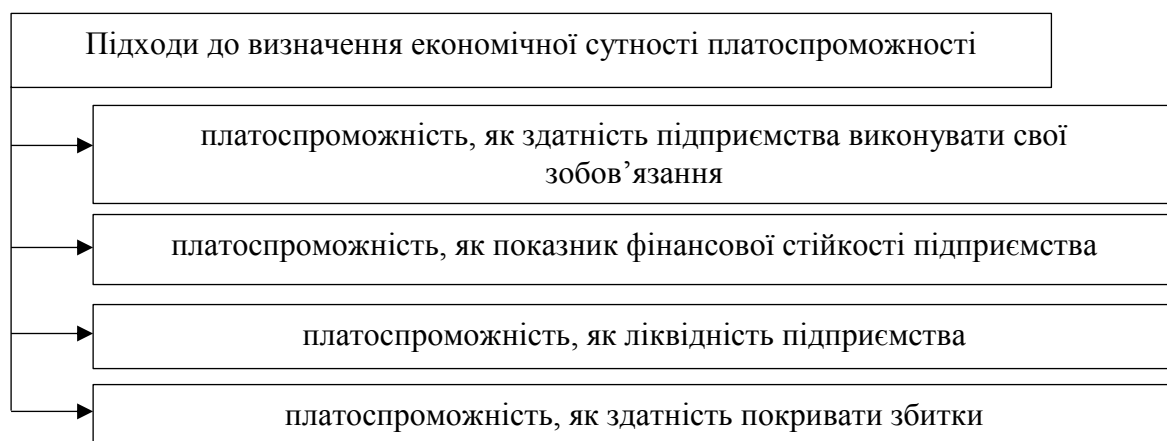 Підходи до визначення економічної сутності платоспроможності
платоспроможність, як здатність підприємства виконувати свої
зобов’язання
платоспроможність, як показник фінансової стійкості підприємства
платоспроможність, як ліквідність підприємства
платоспроможність, як здатність покривати збитки